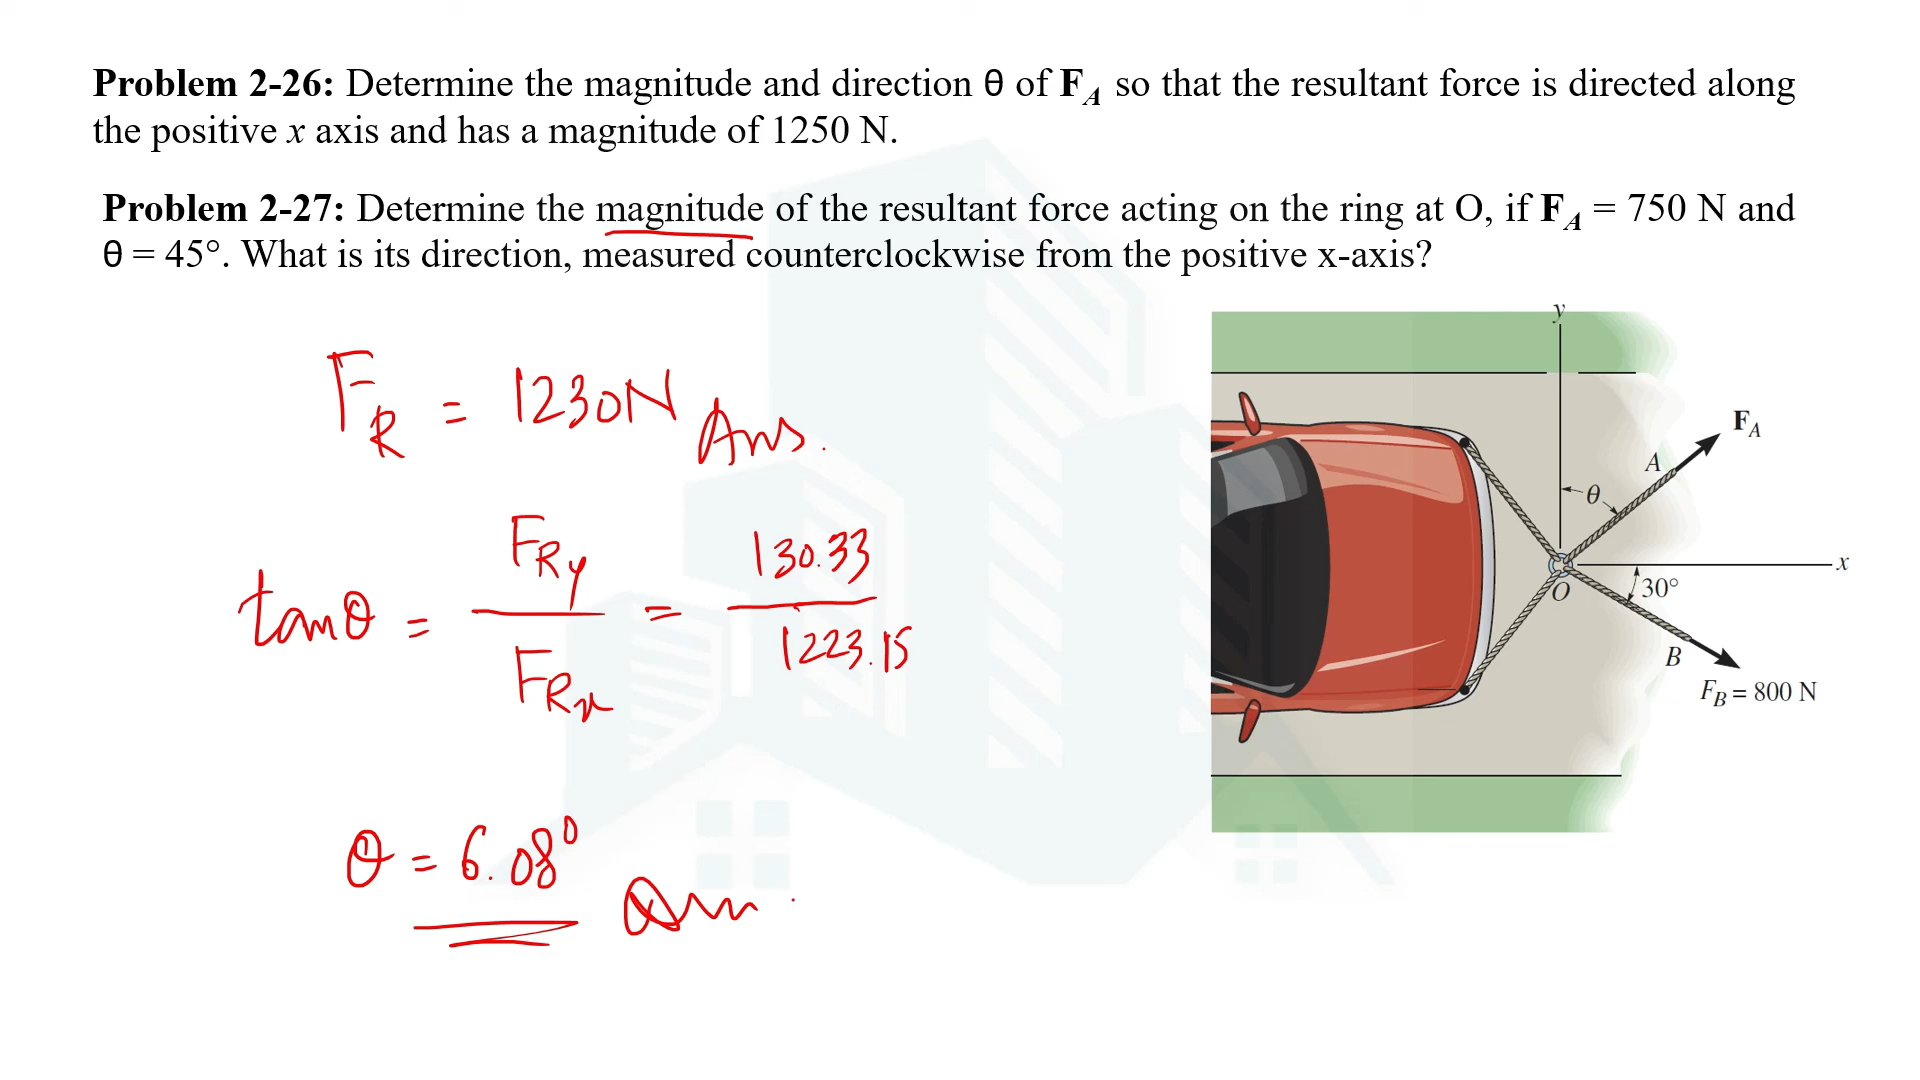 Problem 2-26: Determine the magnitude and direction θ of F_A so that the resultant force is directed along
the positive x axis and has a magnitude of 1250 N.
Problem 2-27: Determine the magnitude of the resultant force acting on the ring at O, if F_A = 750 N and
θ = 45°. What is its direction, measured counterclockwise from the positive x-axis?
F_R = 1230N Ans.
tanθ = F_Ry / F_Rx = 130.33 / 1223.15
θ = 6.08°
y
F_A
A
θ
x
O
30°
B
F_B = 800 N